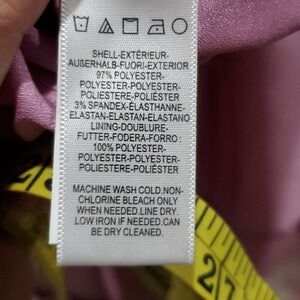 SHELL-EXTÉRIEUR-
AUßERHALB-FUORI-EXTERIOR
97% POLYESTER-
POLYESTER-POLYESTER-
POLIESTERE-POLIÉSTER
3% SPANDEX-ÉLASTHANNE-
ELASTAN-ELASTAN-ELASTANO
LINING-DOUBLURE-
FUTTER-FODERA-FORRO:
100% POLYESTER-
POLYESTER-POLYESTER-
POLIESTERE-POLIÉSTER
MACHINE WASH COLD.NON-
CHLORINE BLEACH ONLY
WHEN NEEDED.LINE DRY.
LOW IRON IF NEEDED.CAN
BE DRY CLEANED.
27